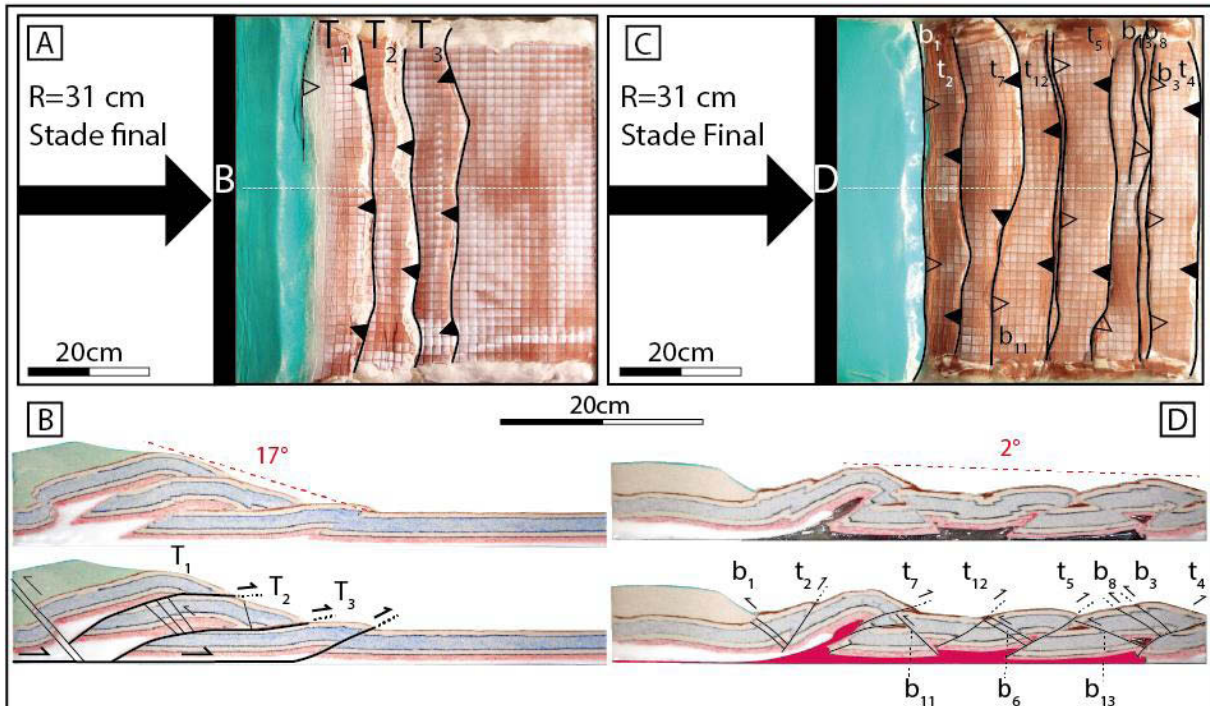 A
R=31 cm
Stade final
B
20cm
T1 T2 T3
C
R=31 cm
Stade Final
D
20cm
b1
t2
t7
t12
b11
t5
b13
b8
b3
t4
B
20cm
D
17°
2°
T1
T2
T3
b1 t2 t7 t12 t5 b8 b3 t4
b11 b6 b13